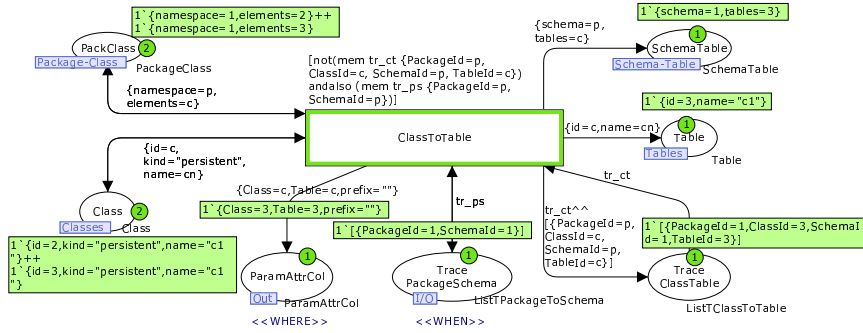 1`{namespace=1,elements=2}++
1`{namespace=1,elements=3}
PackClass
2
Package-Class
PackageClass
{namespace=p,
elements=c}
[not(mem tr_ct {PackageId=p,
ClassId=c, SchemaId=p, TableId=c})
andalso (mem tr_ps {PackageId=p,
SchemaId=p})]
{schema=p,
tables=c}
1`{schema=1,tables=3}
1
SchemaTable
Schema-Table
SchemaTable
1`{id=3,name="c1"}
1
Table
Tables
Table
{id=c,name=cn}
ClassToTable
{id=c,
kind="persistent",
name=cn}
Class
2
Classes
Class
1`{id=2,kind="persistent",name="c1
"}++
1`{id=3,kind="persistent",name="c1
"}
{Class=c,Table=c,prefix=""}
1`{Class=3,Table=3,prefix=""}
1
ParamAttrCol
Out
ParamAttrCol
<<WHERE>>
tr_ps
1`[{PackageId=1,SchemaId=1}]
1
Trace
PackageSchema
I/O
ListTPackageToSchema
<<WHEN>>
tr_ct
tr_ct^^
[{PackageId=p,
ClassId=c,
SchemaId=p,
TableId=c}]
1`[{PackageId=1,ClassId=3,SchemaI
d=1,TableId=3}]
1
Trace
ClassTable
ListTClassToTable